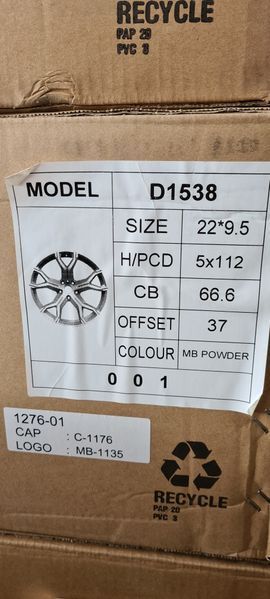 RECYCLE
PAP 20
PVC 3
MODEL D1538
SIZE 22*9.5
H/PCD 5x112
CB 66.6
OFFSET 37
COLOUR MB POWDER
0 0 1
1276-01
CAP : C-1176
LOGO : MB-1135
RECYCLE
PAP 20
PVC 3